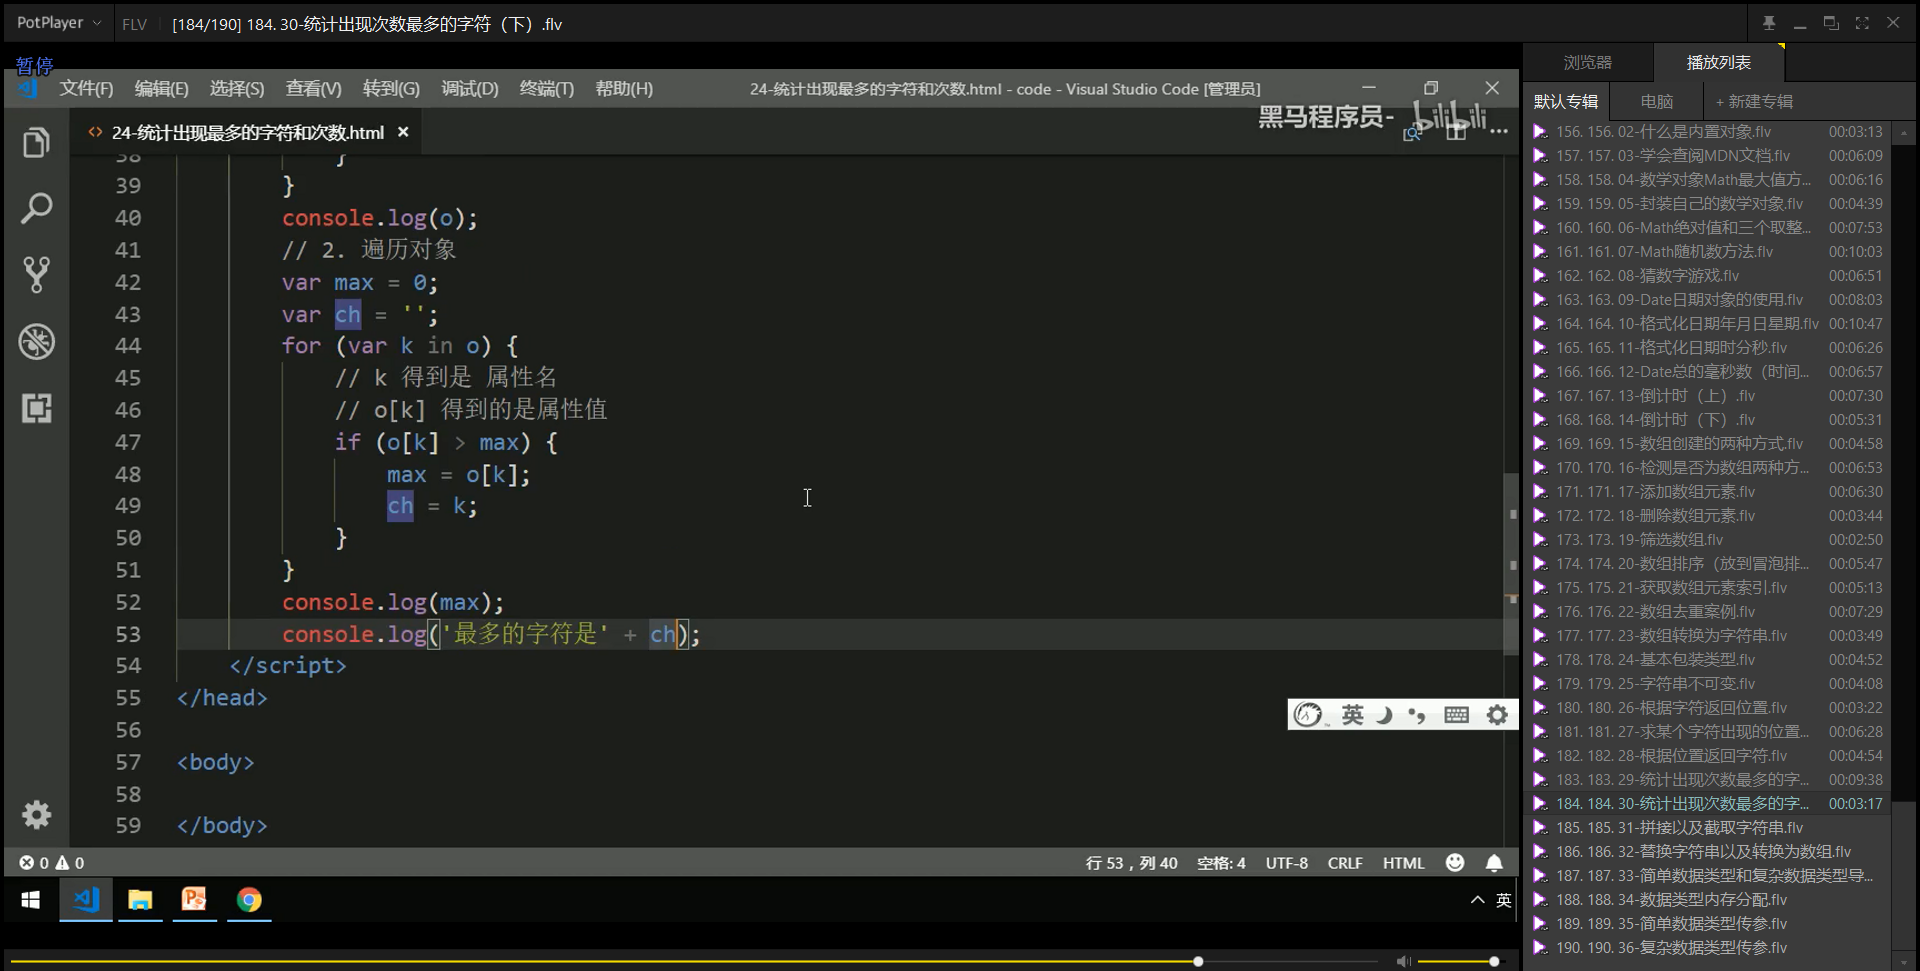 PotPlayer FLV [184/190] 184. 30-统计出现次数最多的字符（下）.flv
暂停
文件(F) 编辑(E) 选择(S) 查看(V) 转到(G) 调试(D) 终端(T) 帮助(H) 24-统计出现最多的字符和次数.html - code - Visual Studio Code [管理员]
24-统计出现最多的字符和次数.html
黑马程序员- bilibili
38 }
39 }
40 console.log(o);
41 // 2. 遍历对象
42 var max = 0;
43 var ch = '';
44 for (var k in o) {
45 // k 得到是 属性名
46 // o[k] 得到的是属性值
47 if (o[k] > max) {
48 max = o[k];
49 ch = k;
50 }
51 }
52 console.log(max);
53 console.log('最多的字符是' + ch);
54 </script>
55 </head>
56
57 <body>
58
59 </body>
英
0 0 行 53，列 40 空格: 4 UTF-8 CRLF HTML
英
浏览器 播放列表
默认专辑 电脑 + 新建专辑
156. 156. 02-什么是内置对象.flv 00:03:13
157. 157. 03-学会查阅MDN文档.flv 00:06:09
158. 158. 04-数学对象Math最大值方... 00:06:16
159. 159. 05-封装自己的数学对象.flv 00:04:39
160. 160. 06-Math绝对值和三个取整... 00:07:53
161. 161. 07-Math随机数方法.flv 00:10:03
162. 162. 08-猜数字游戏.flv 00:06:51
163. 163. 09-Date日期对象的使用.flv 00:08:03
164. 164. 10-格式化日期年月日星期.flv 00:10:47
165. 165. 11-格式化日期时分秒.flv 00:06:26
166. 166. 12-Date总的毫秒数（时间... 00:06:57
167. 167. 13-倒计时（上）.flv 00:07:30
168. 168. 14-倒计时（下）.flv 00:05:31
169. 169. 15-数组创建的两种方式.flv 00:04:58
170. 170. 16-检测是否为数组两种方... 00:06:53
171. 171. 17-添加数组元素.flv 00:06:30
172. 172. 18-删除数组元素.flv 00:03:44
173. 173. 19-筛选数组.flv 00:02:50
174. 174. 20-数组排序（放到冒泡排... 00:05:47
175. 175. 21-获取数组元素索引.flv 00:05:13
176. 176. 22-数组去重案例.flv 00:07:29
177. 177. 23-数组转换为字符串.flv 00:03:49
178. 178. 24-基本包装类型.flv 00:04:52
179. 179. 25-字符串不可变.flv 00:04:08
180. 180. 26-根据字符返回位置.flv 00:03:22
181. 181. 27-求某个字符出现的位置... 00:06:28
182. 182. 28-根据位置返回字符.flv 00:04:54
183. 183. 29-统计出现次数最多的字... 00:09:38
184. 184. 30-统计出现次数最多的字... 00:03:17
185. 185. 31-拼接以及截取字符串.flv
186. 186. 32-替换字符串以及转换为数组.flv
187. 187. 33-简单数据类型和复杂数据类型导...
188. 188. 34-数据类型内存分配.flv
189. 189. 35-简单数据类型传参.flv
190. 190. 36-复杂数据类型传参.flv